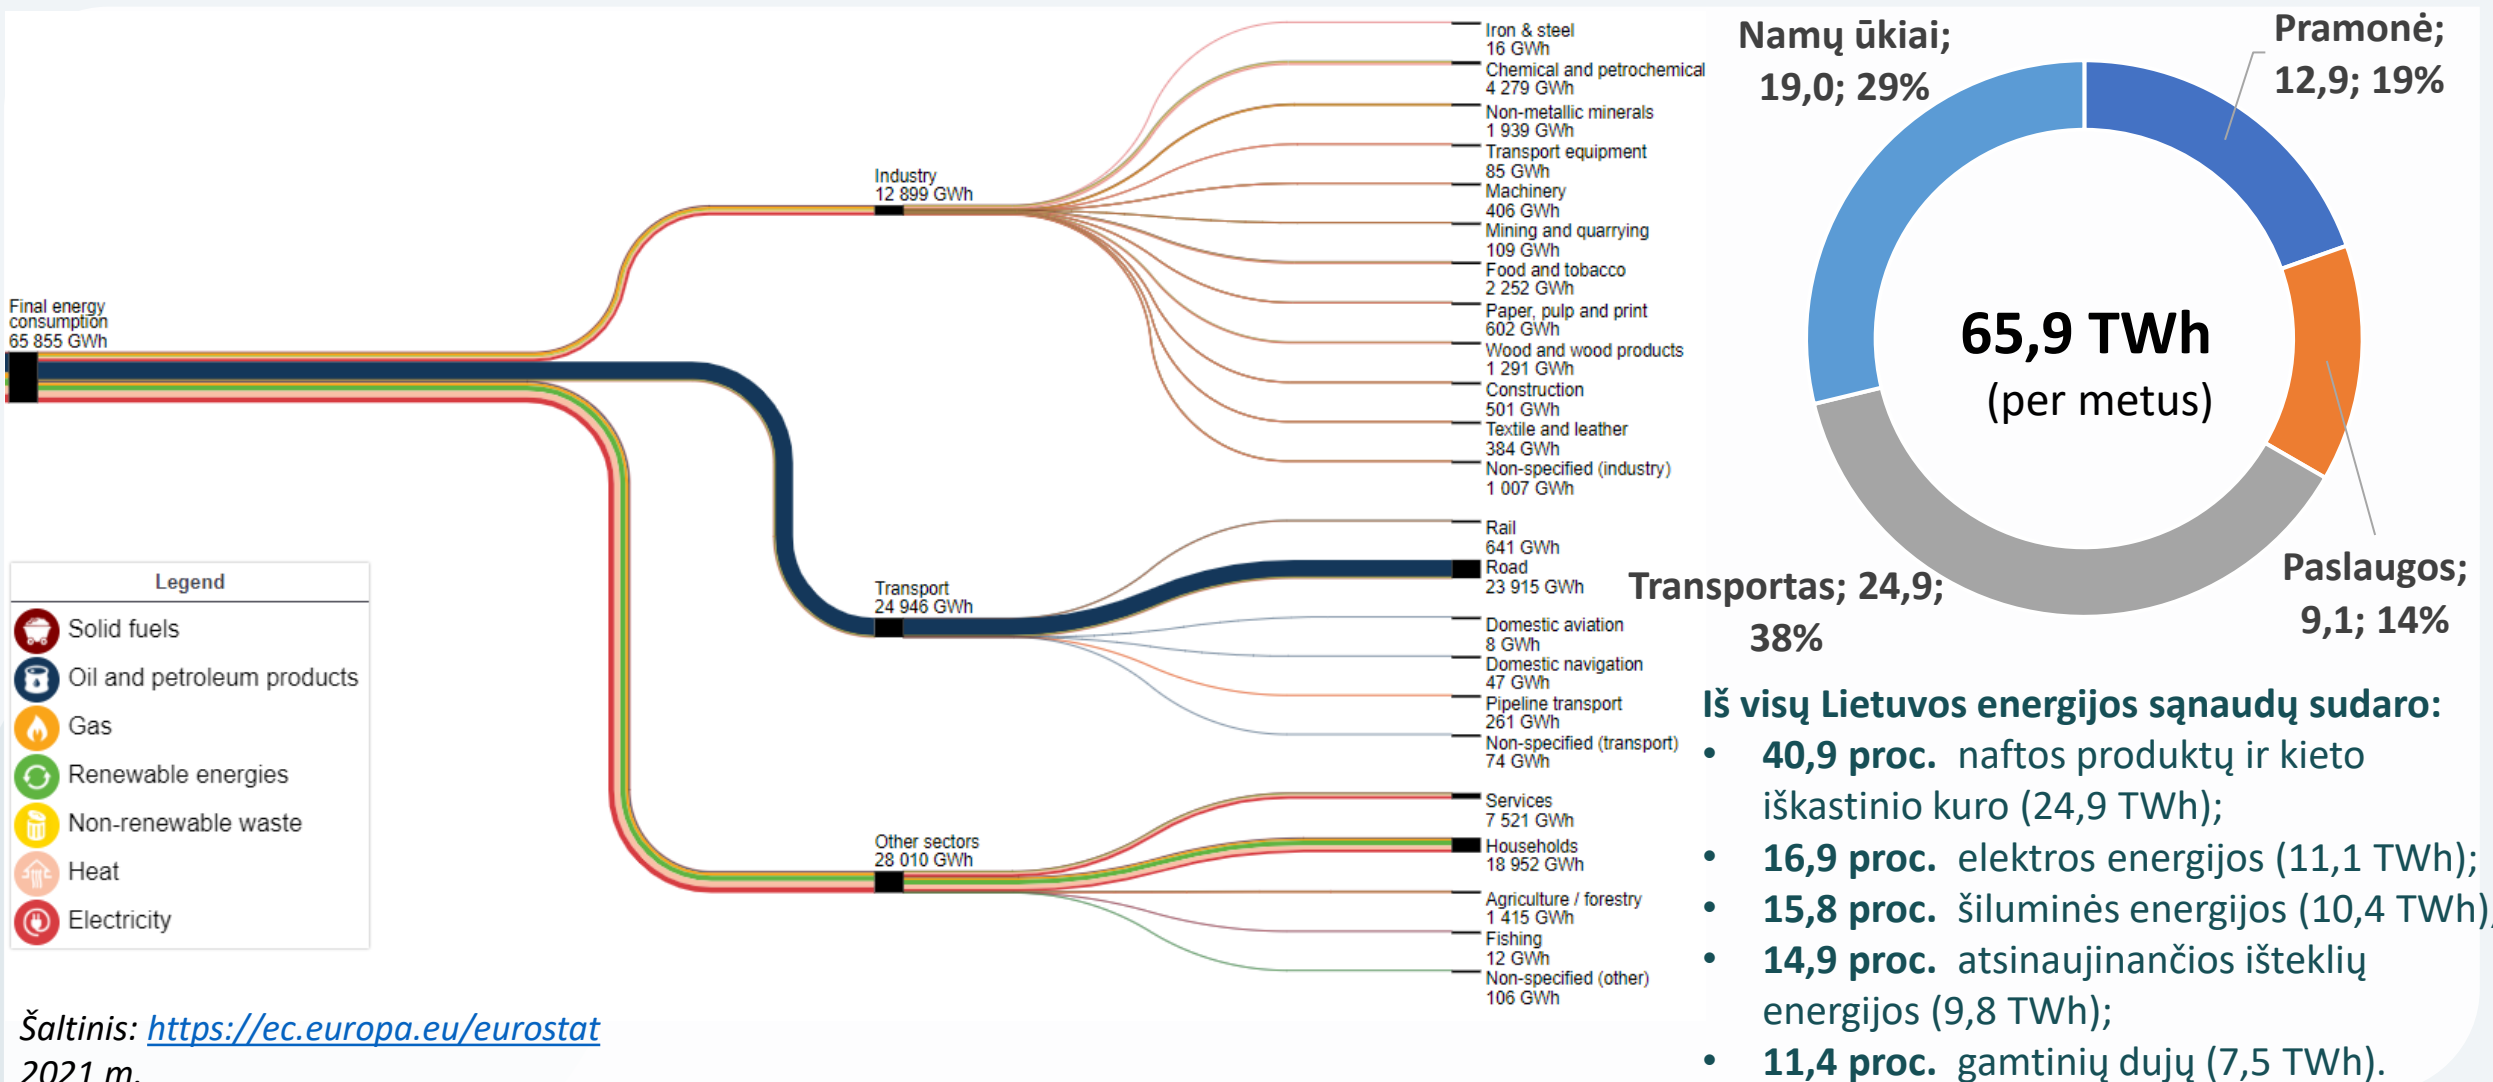 Final energy
consumption
65 855 GWh
Industry
12 899 GWh
Transport
24 946 GWh
Other sectors
28 010 GWh
Iron & steel
16 GWh
Chemical and petrochemical
4 279 GWh
Non-metallic minerals
1 939 GWh
Transport equipment
85 GWh
Machinery
406 GWh
Mining and quarrying
109 GWh
Food and tobacco
2 252 GWh
Paper, pulp and print
602 GWh
Wood and wood products
1 291 GWh
Construction
501 GWh
Textile and leather
384 GWh
Non-specified (industry)
1 007 GWh
Rail
641 GWh
Road
23 915 GWh
Domestic aviation
8 GWh
Domestic navigation
47 GWh
Pipeline transport
261 GWh
Non-specified (transport)
74 GWh
Services
7 521 GWh
Households
18 952 GWh
Agriculture / forestry
1 415 GWh
Fishing
12 GWh
Non-specified (other)
106 GWh
Legend
Solid fuels
Oil and petroleum products
Gas
Renewable energies
Non-renewable waste
Heat
Electricity
Šaltinis: https://ec.europa.eu/eurostat
2021 m.
Namų ūkiai;
19,0; 29%
Pramonė;
12,9; 19%
65,9 TWh
(per metus)
Transportas; 24,9;
38%
Paslaugos;
9,1; 14%
Iš visų Lietuvos energijos sąnaudų sudaro:
• 40,9 proc. naftos produktų ir kieto
iškastinio kuro (24,9 TWh);
• 16,9 proc. elektros energijos (11,1 TWh);
• 15,8 proc. šiluminės energijos (10,4 TWh),
• 14,9 proc. atsinaujinančios išteklių
energijos (9,8 TWh);
• 11,4 proc. gamtinių dujų (7,5 TWh).